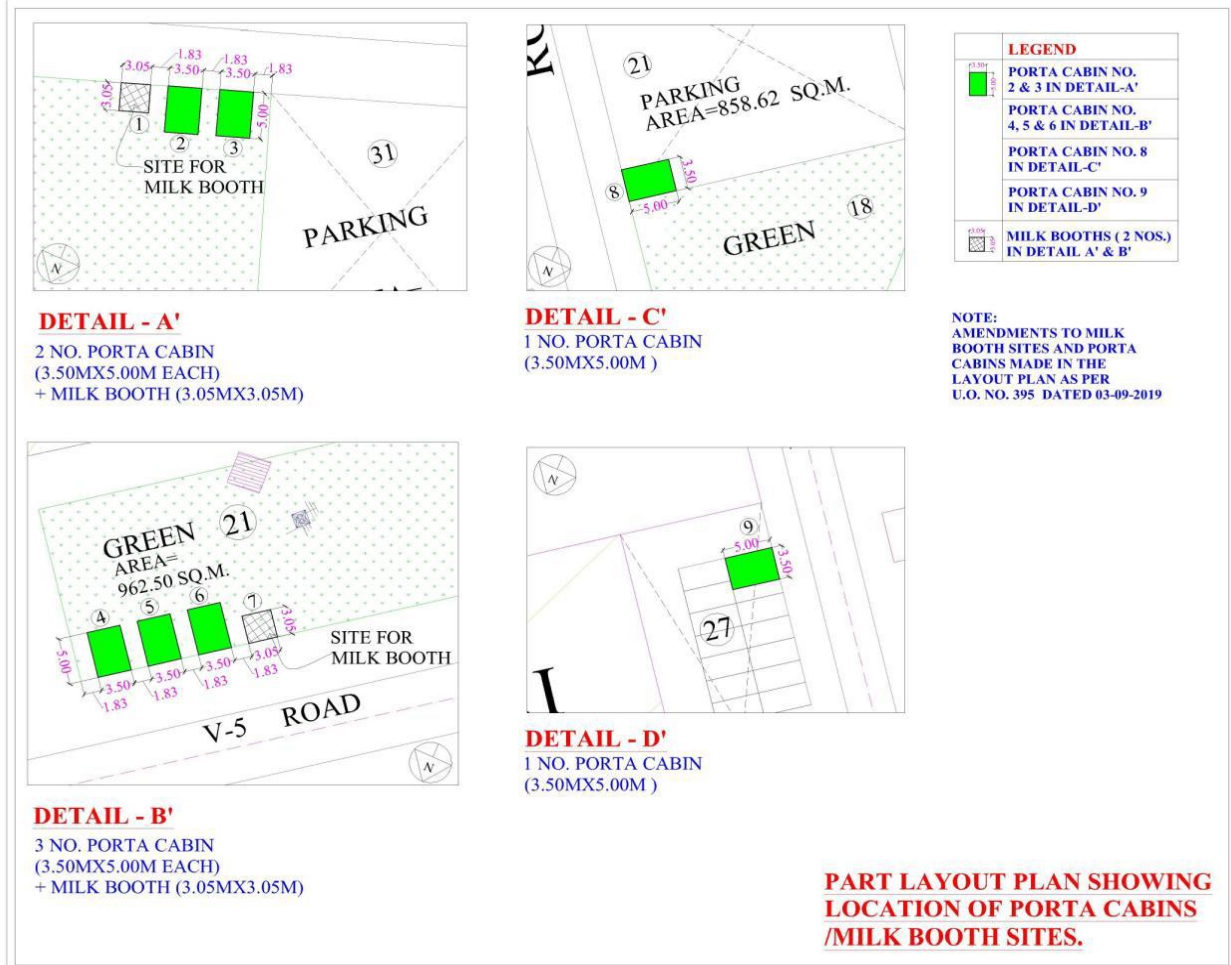 1.83
3.05
3.50
1.83
3.50
1.83
3.05
5.00
1
2
3
SITE FOR
MILK BOOTH
31
PARKING
N
DETAIL - A'
2 NO. PORTA CABIN
(3.50MX5.00M EACH)
+ MILK BOOTH (3.05MX3.05M)
21
PARKING
AREA=858.62 SQ.M.
3.50
8
5.00
18
GREEN
N
DETAIL - C'
1 NO. PORTA CABIN
(3.50MX5.00M )
LEGEND
3.50
5.00
PORTA CABIN NO.
2 & 3 IN DETAIL-A'
PORTA CABIN NO.
4, 5 & 6 IN DETAIL-B'
PORTA CABIN NO. 8
IN DETAIL-C'
PORTA CABIN NO. 9
IN DETAIL-D'
3.05
3.05
MILK BOOTHS ( 2 NOS.)
IN DETAIL A' & B'
NOTE:
AMENDMENTS TO MILK
BOOTH SITES AND PORTA
CABINS MADE IN THE
LAYOUT PLAN AS PER
U.O. NO. 395 DATED 03-09-2019
GREEN 21
AREA=
962.50 SQ.M.
4
5
6
7
3.05
5.00
3.50
3.50
3.50
3.05
1.83
1.83
1.83
1.83
SITE FOR
MILK BOOTH
V-5 ROAD
N
DETAIL - B'
3 NO. PORTA CABIN
(3.50MX5.00M EACH)
+ MILK BOOTH (3.05MX3.05M)
N
9
5.00
3.50
27
DETAIL - D'
1 NO. PORTA CABIN
(3.50MX5.00M )
PART LAYOUT PLAN SHOWING
LOCATION OF PORTA CABINS
/MILK BOOTH SITES.